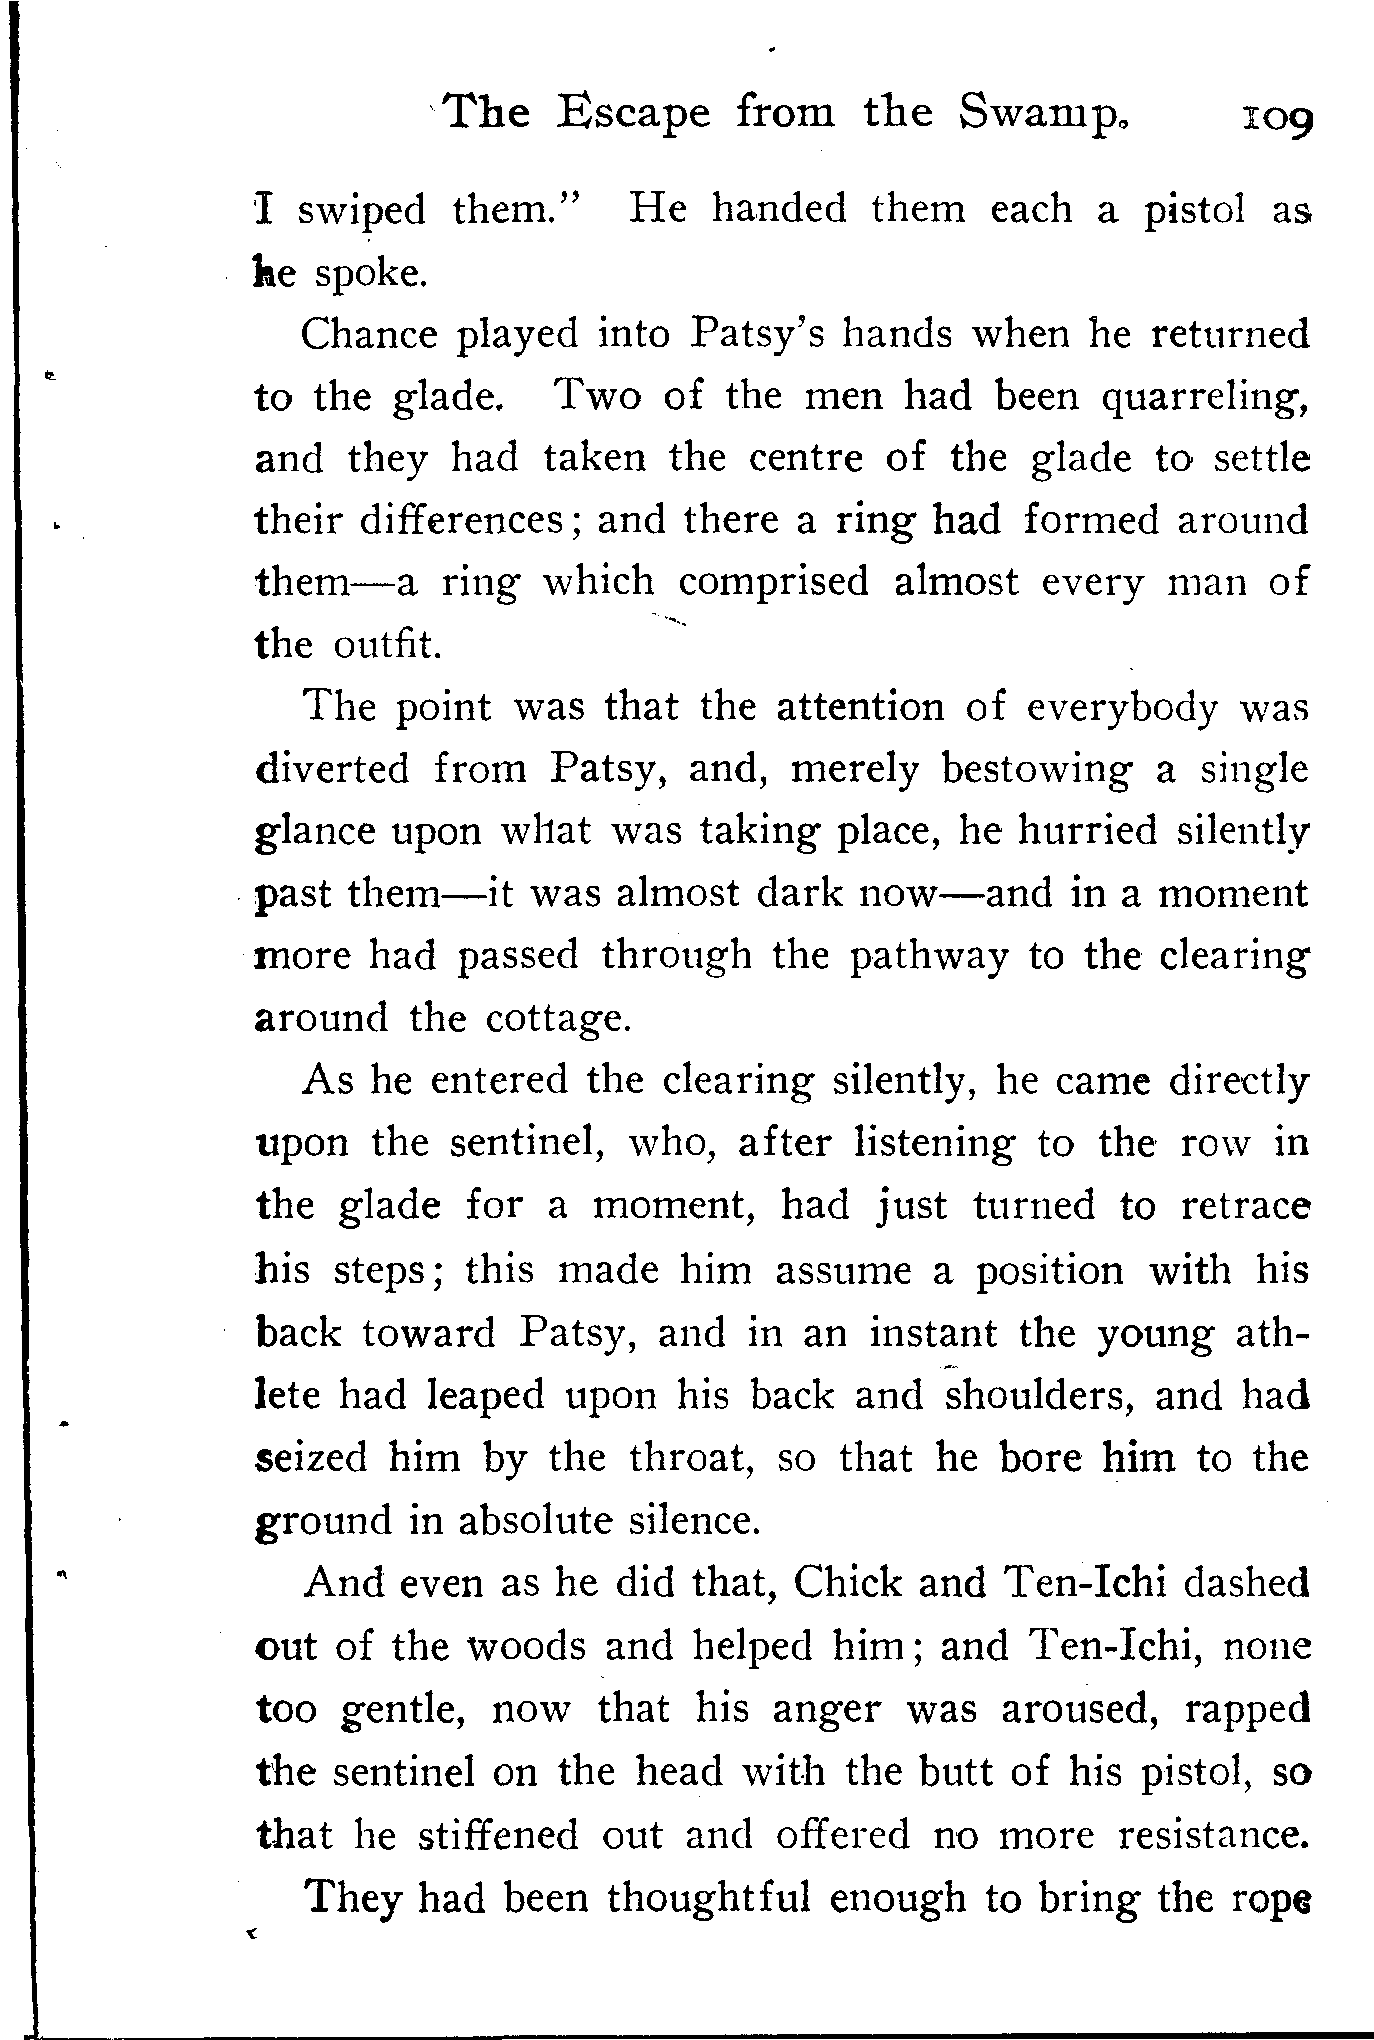 The Escape from the Swamp. 109
I swiped them.” He handed them each a pistol as
he spoke.
Chance played into Patsy’s hands when he returned
to the glade. Two of the men had been quarreling,
and they had taken the centre of the glade to settle
their differences; and there a ring had formed around
them—a ring which comprised almost every man of
the outfit.
The point was that the attention of everybody was
diverted from Patsy, and, merely bestowing a single
glance upon what was taking place, he hurried silently
past them—it was almost dark now—and in a moment
more had passed through the pathway to the clearing
around the cottage.
As he entered the clearing silently, he came directly
upon the sentinel, who, after listening to the row in
the glade for a moment, had just turned to retrace
his steps; this made him assume a position with his
back toward Patsy, and in an instant the young ath-
lete had leaped upon his back and shoulders, and had
seized him by the throat, so that he bore him to the
ground in absolute silence.
And even as he did that, Chick and Ten-Ichi dashed
out of the woods and helped him; and Ten-Ichi, none
too gentle, now that his anger was aroused, rapped
the sentinel on the head with the butt of his pistol, so
that he stiffened out and offered no more resistance.
They had been thoughtful enough to bring the rope